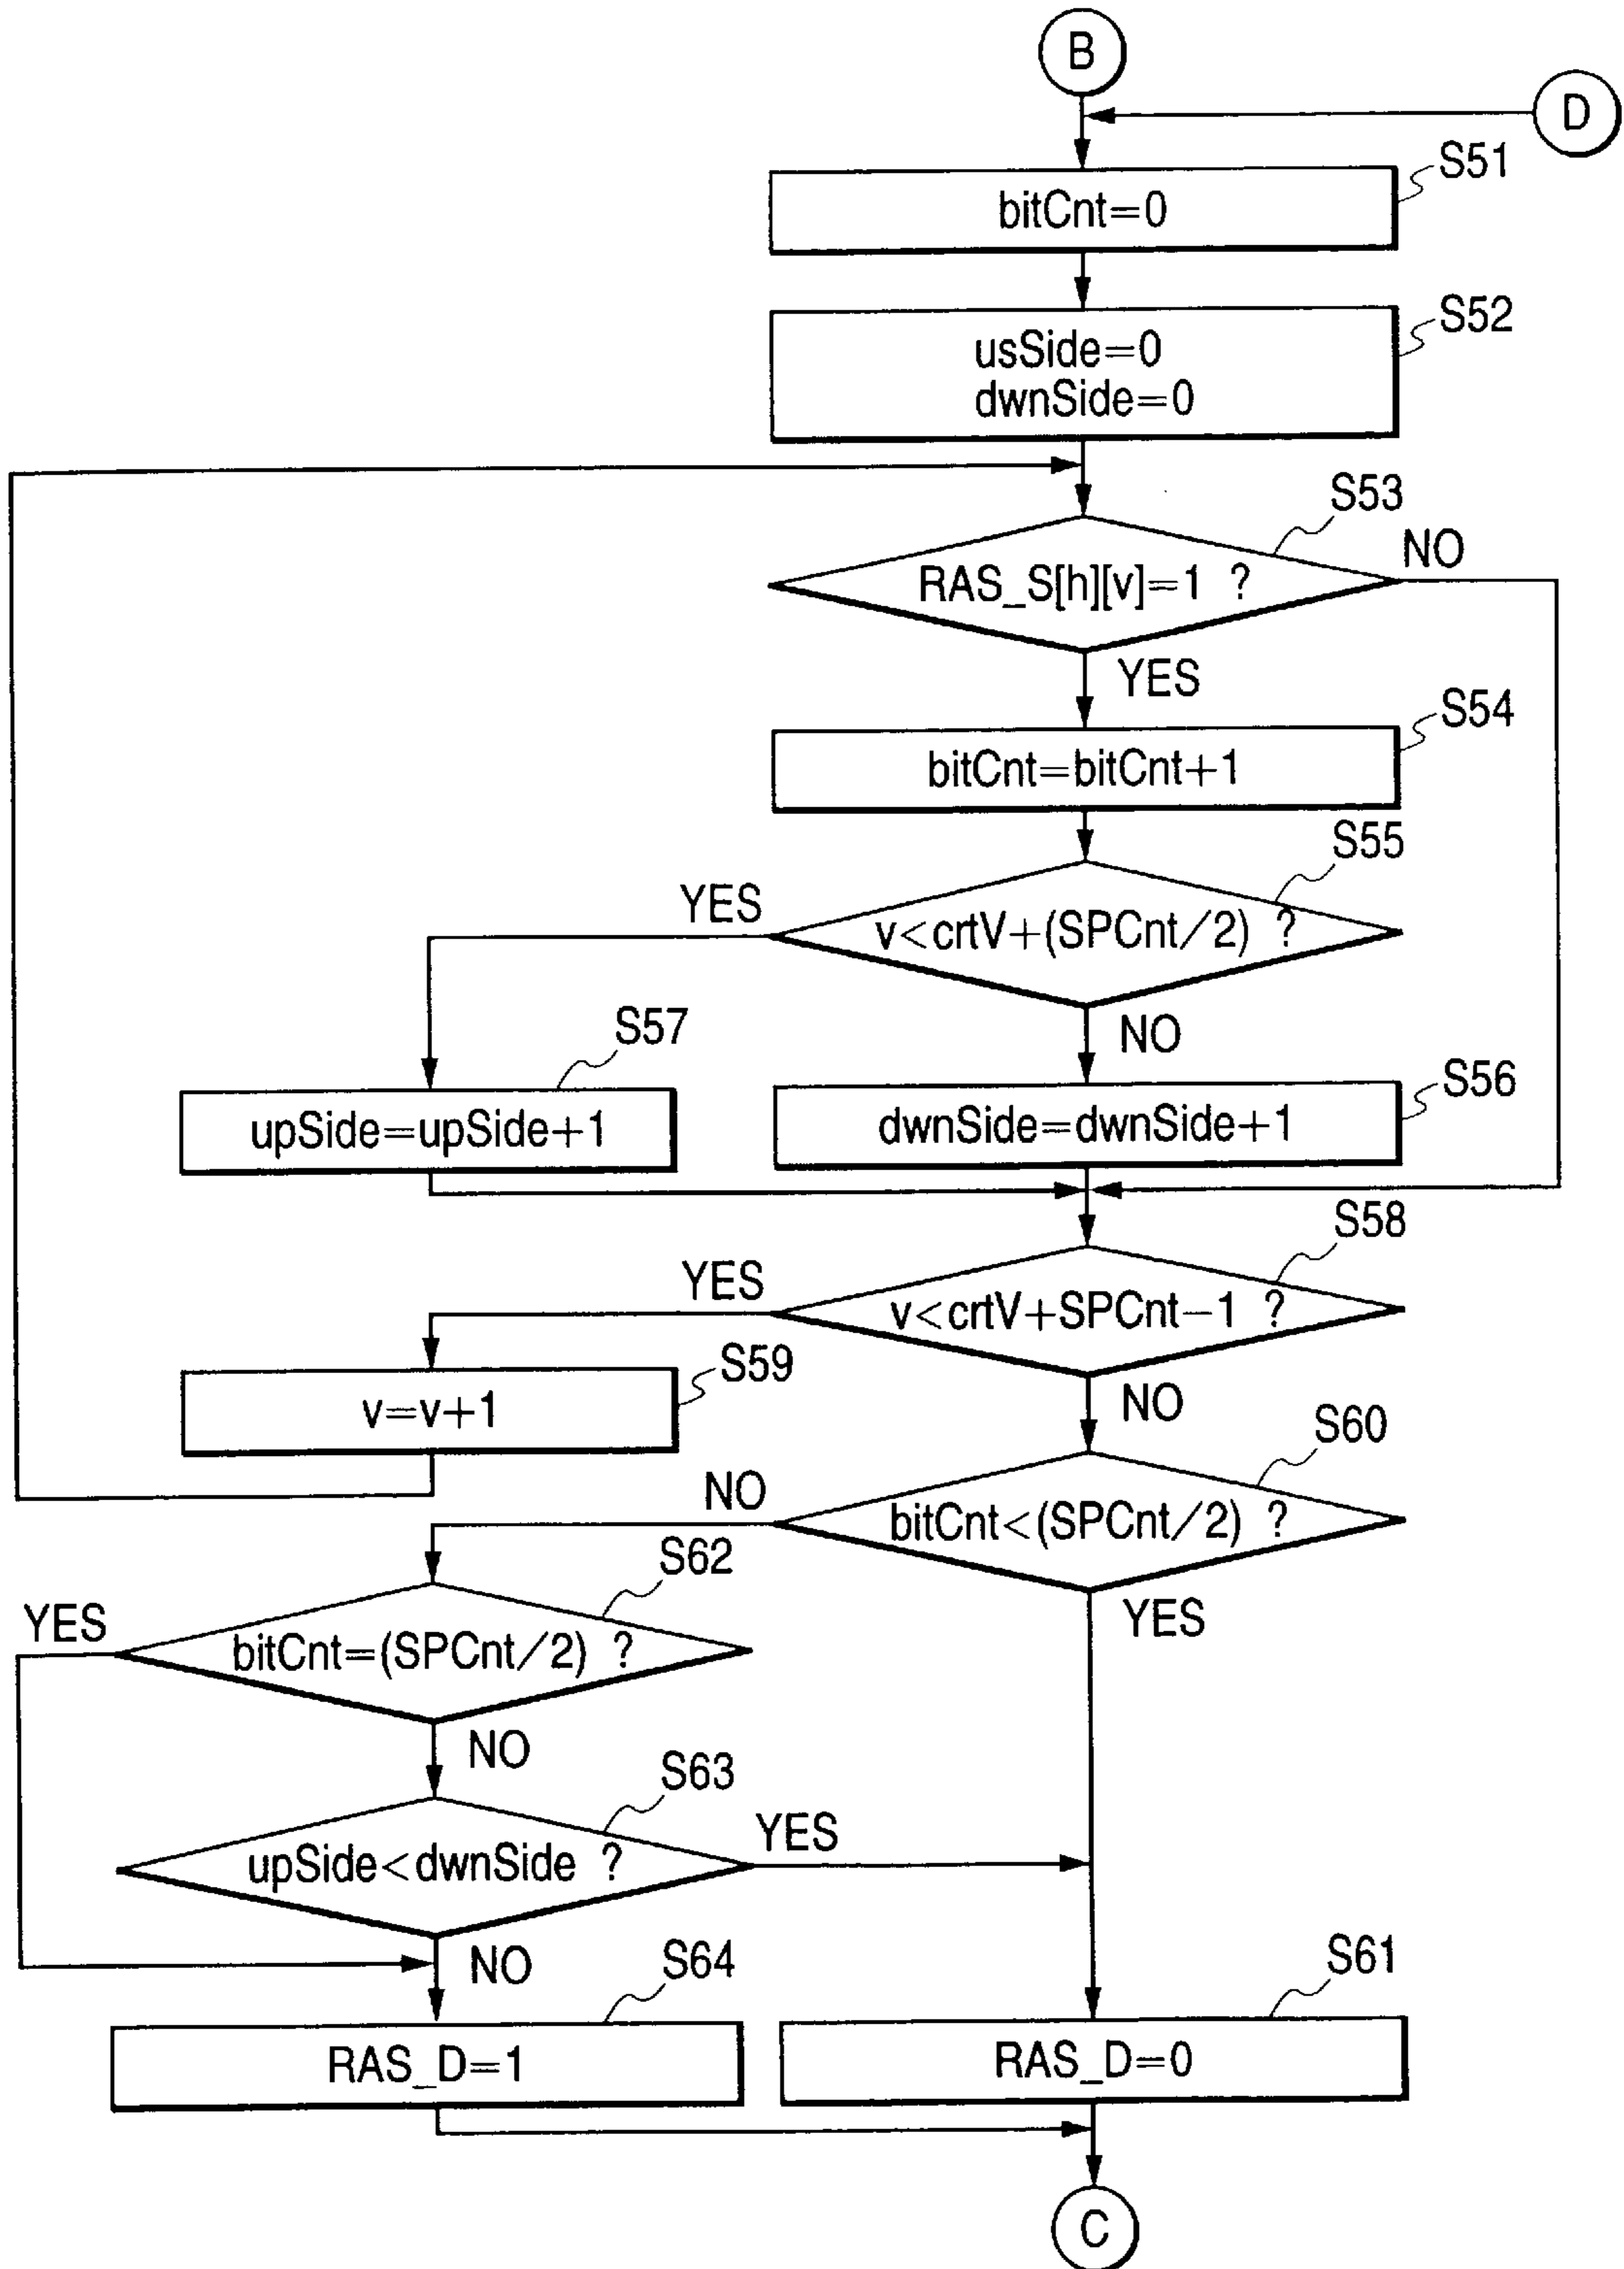 B
D
S51
bitCnt=0
S52
usSide=0
dwnSide=0
S53
RAS_S[h][v]=1 ?
NO
YES
S54
bitCnt=bitCnt+1
S55
YES
v<crtV+(SPCnt/2) ?
NO
S57
upSide=upSide+1
S56
dwnSide=dwnSide+1
S58
YES
v<crtV+SPCnt−1 ?
NO
S59
v=v+1
S60
NO
bitCnt<(SPCnt/2) ?
YES
S62
YES
bitCnt=(SPCnt/2) ?
NO
S63
upSide<dwnSide ?
YES
NO
S64
RAS_D=1
S61
RAS_D=0
C